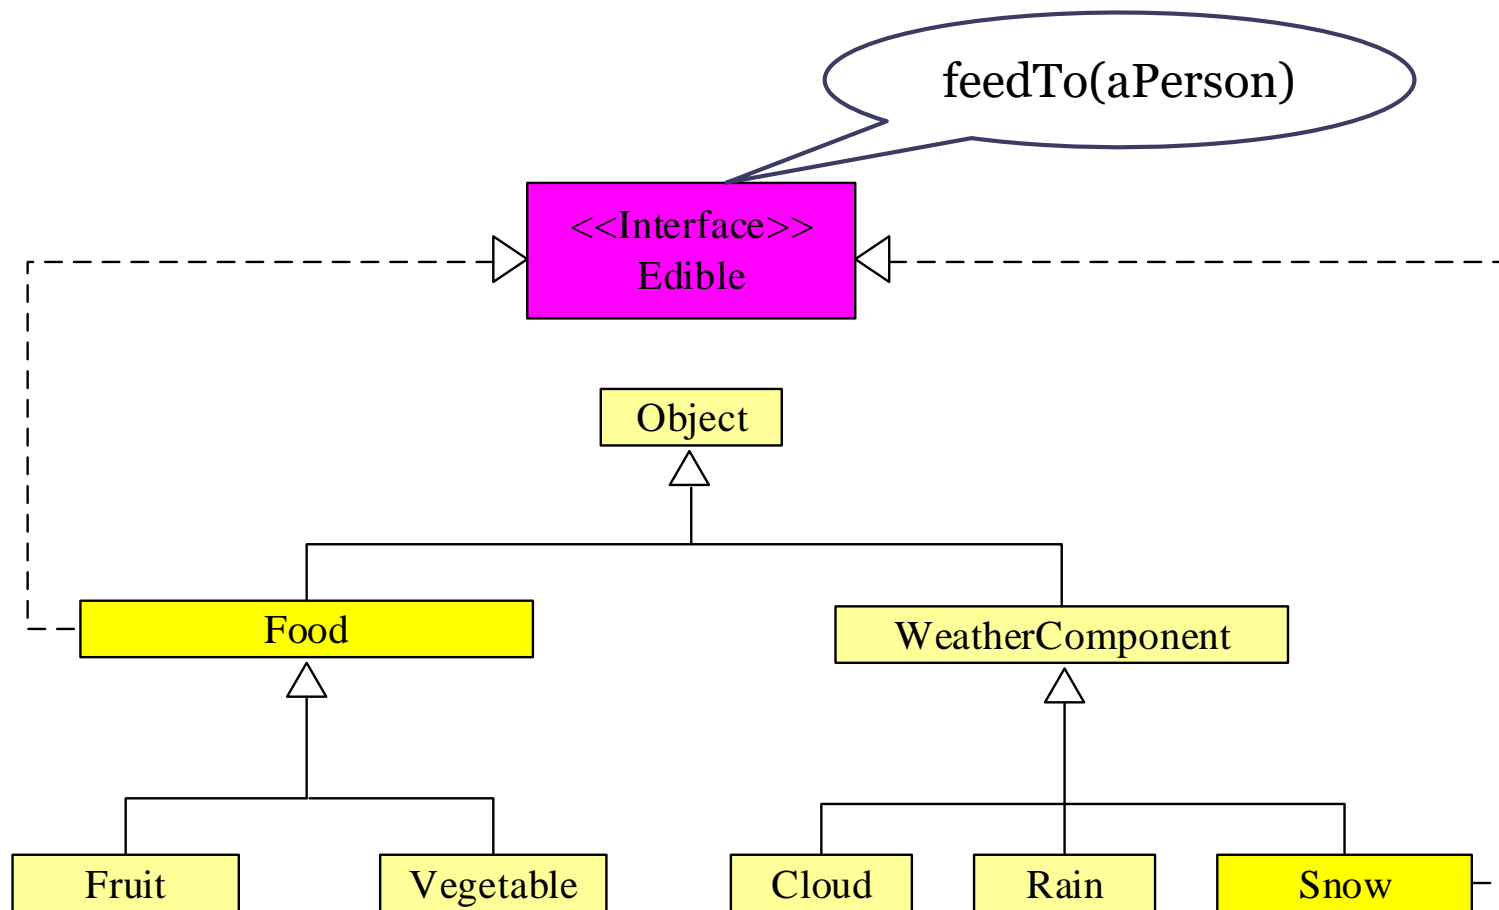 feedTo(aPerson)
<<Interface>>
Edible
Object
Food
WeatherComponent
Fruit
Vegetable
Cloud
Rain
Snow